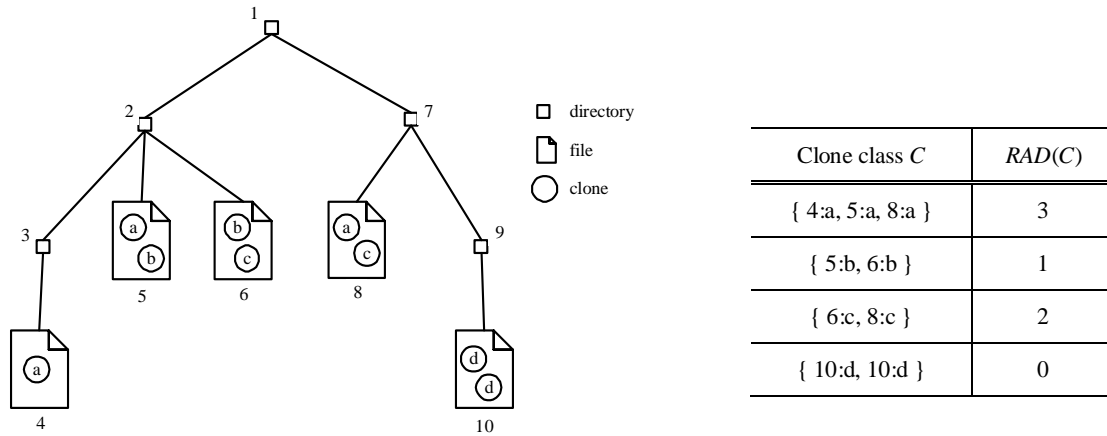 1
2
7
directory
file
clone
3
a
b
b
c
a
c
9
5
6
8
a
d
d
4
10
Clone class C RAD(C)
{ 4:a, 5:a, 8:a } 3
{ 5:b, 6:b } 1
{ 6:c, 8:c } 2
{ 10:d, 10:d } 0